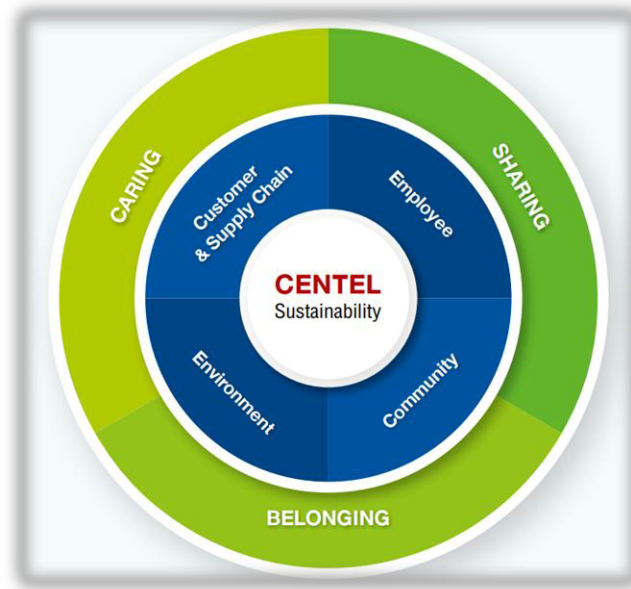 CARING
SHARING
Customer
& Supply Chain
Employee
CENTEL
Sustainability
Environment
Community
BELONGING